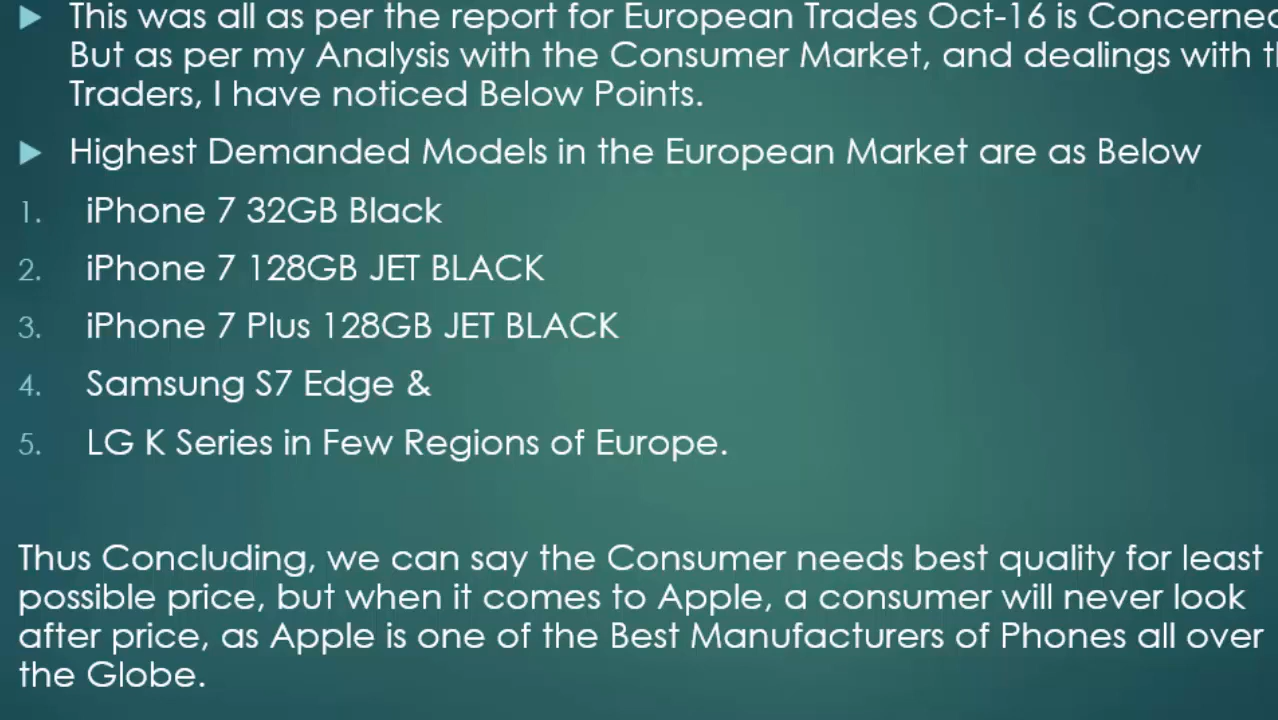 This was all as per the report for European Trades Oct-16 is Concerned
But as per my Analysis with the Consumer Market, and dealings with
Traders, I have noticed Below Points.
Highest Demanded Models in the European Market are as Below
1. iPhone 7 32GB Black
2. iPhone 7 128GB JET BLACK
3. iPhone 7 Plus 128GB JET BLACK
4. Samsung S7 Edge &
5. LG K Series in Few Regions of Europe.
Thus Concluding, we can say the Consumer needs best quality for least
possible price, but when it comes to Apple, a consumer will never look
after price, as Apple is one of the Best Manufacturers of Phones all over
the Globe.